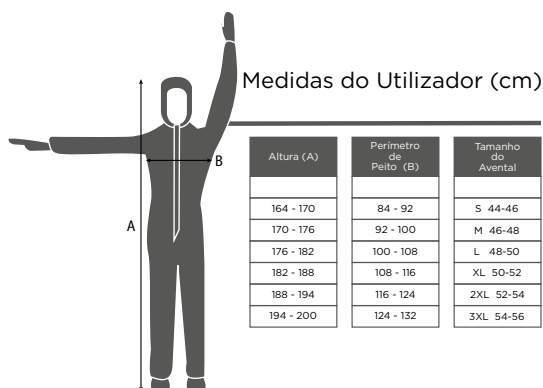 Medidas do Utilizador (cm)
B
A
Altura (A)
Perímetro
de
Peito (B)
Tamanho
do
Avental
164 - 170 84 - 92 S 44-46
170 - 176 92 - 100 M 46-48
176 - 182 100 - 108 L 48-50
182 - 188 108 - 116 XL 50-52
188 - 194 116 - 124 2XL 52-54
194 - 200 124 - 132 3XL 54-56